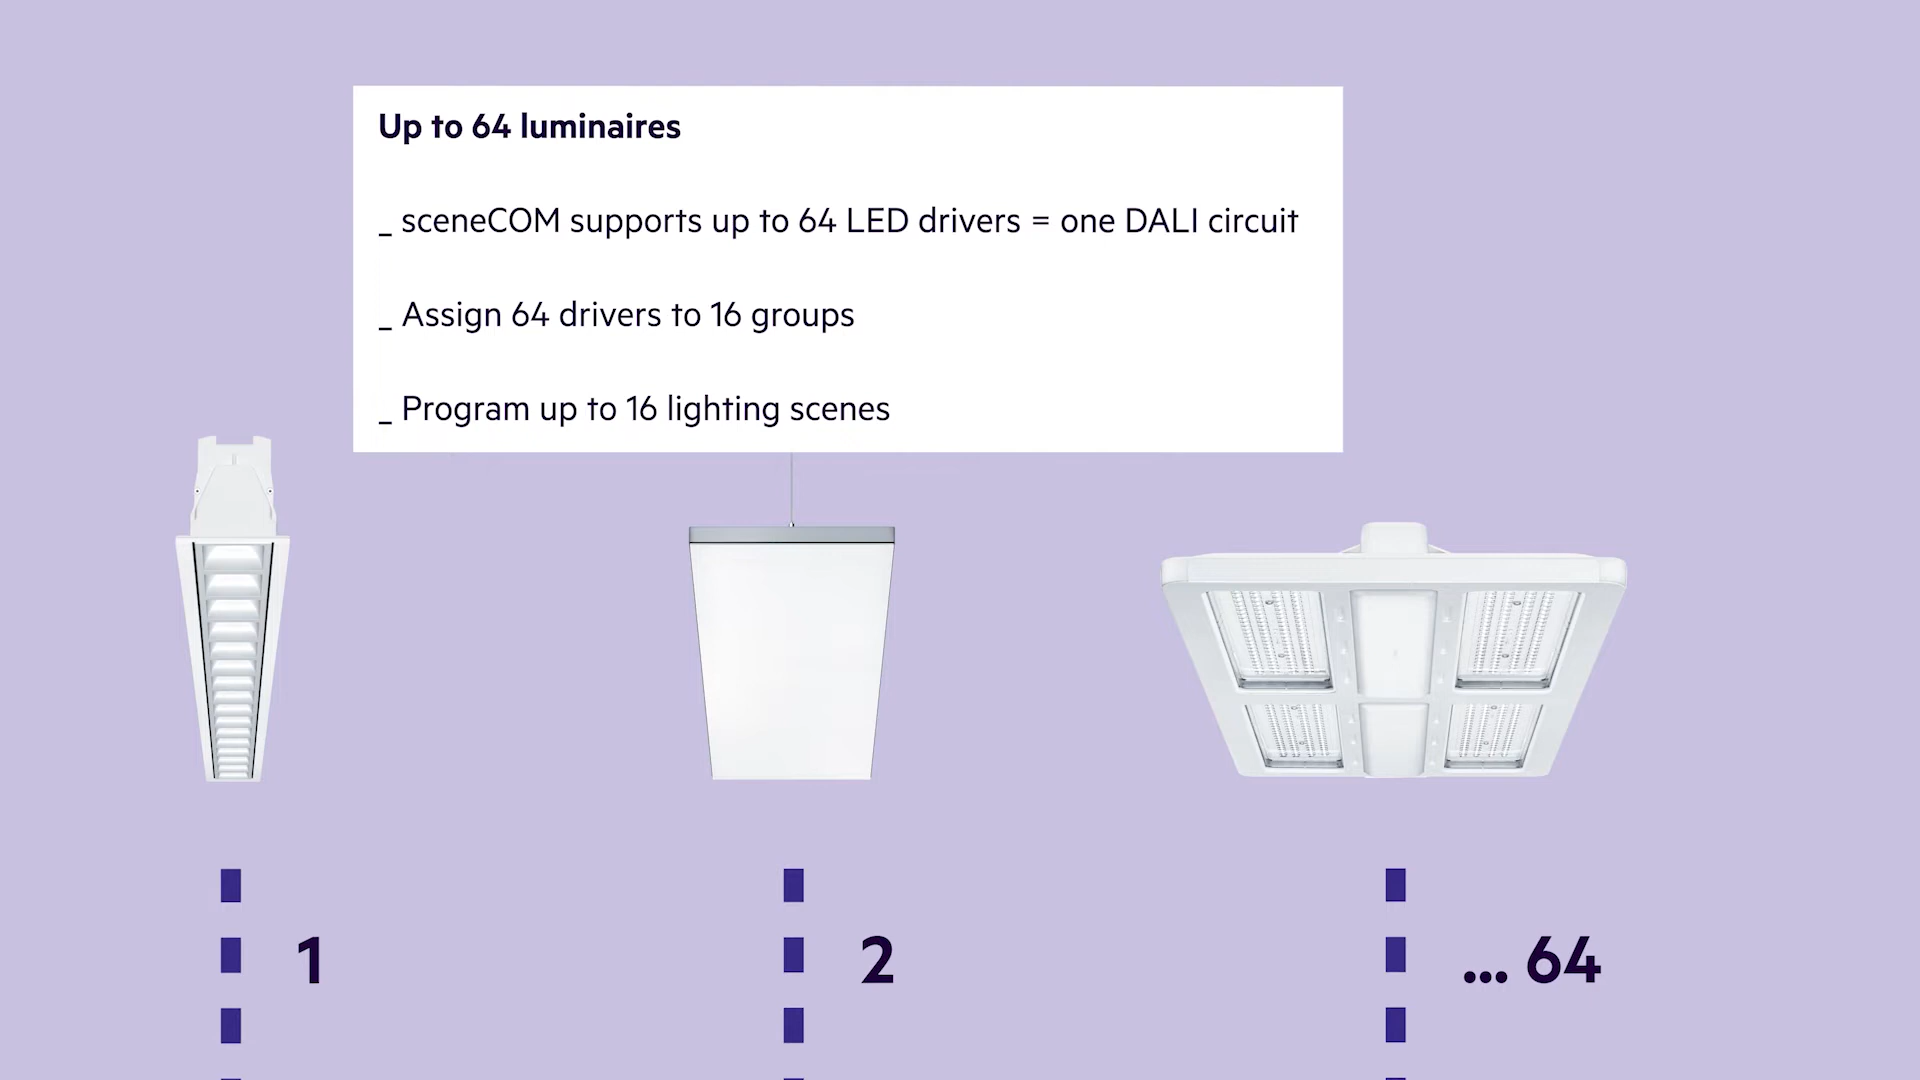 Up to 64 luminaires
_ sceneCOM supports up to 64 LED drivers = one DALI circuit
_ Assign 64 drivers to 16 groups
_ Program up to 16 lighting scenes
1
2
... 64